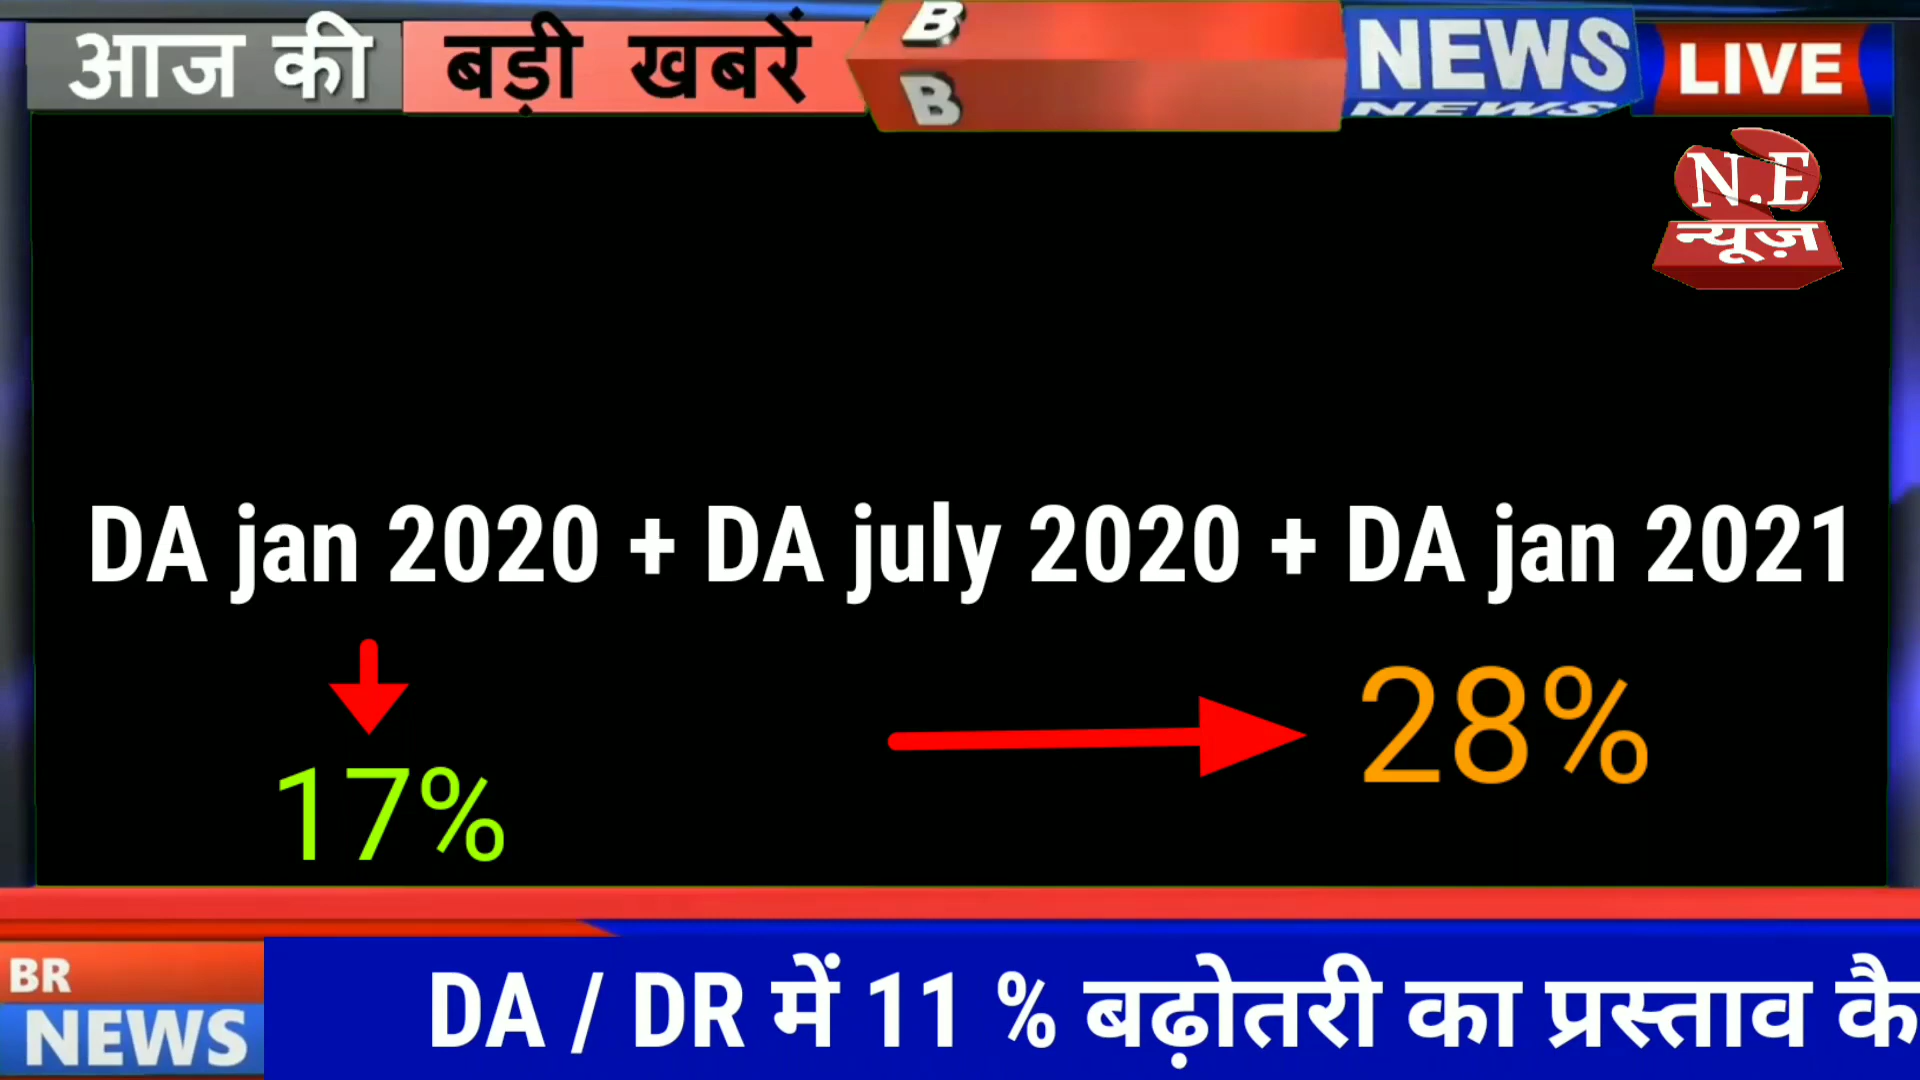 आज की बड़ी खबरें B NEWS LIVE
B NEWS
N.E
न्यूज़
DA jan 2020 + DA july 2020 + DA jan 2021
28%
17%
BR
NEWS
DA / DR में 11 % बढ़ोतरी का प्रस्ताव कै